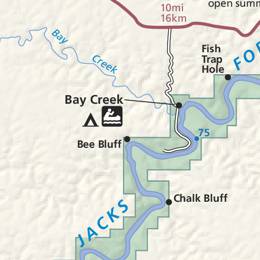 10mi
16km
open summ
Bay
Creek
Fish
Trap
Hole
FOR
Bay Creek
75
Bee Bluff
Chalk Bluff
JACKS